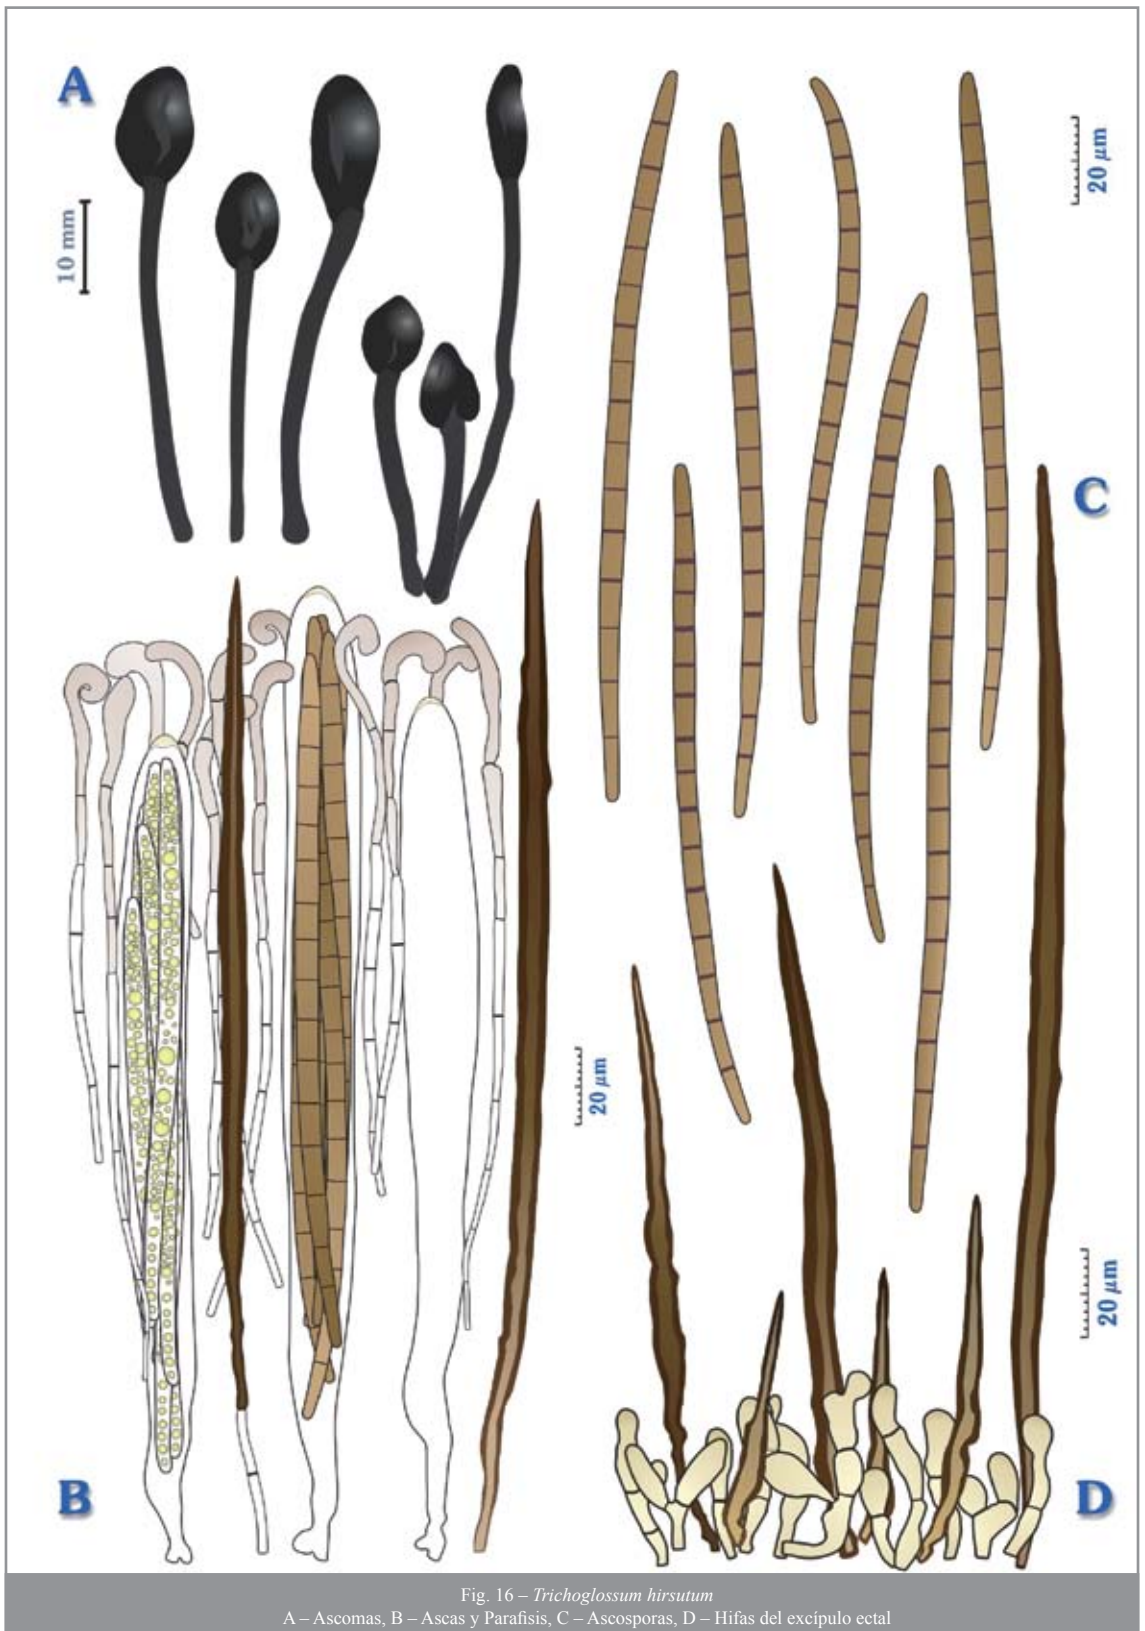 A
10 mm
20 µm
C
20 µm
20 µm
B
D
Fig. 16 – Trichoglossum hirsutum
A – Ascomas, B – Ascas y Parafisis, C – Ascosporas, D – Hifas del excípulo ectal